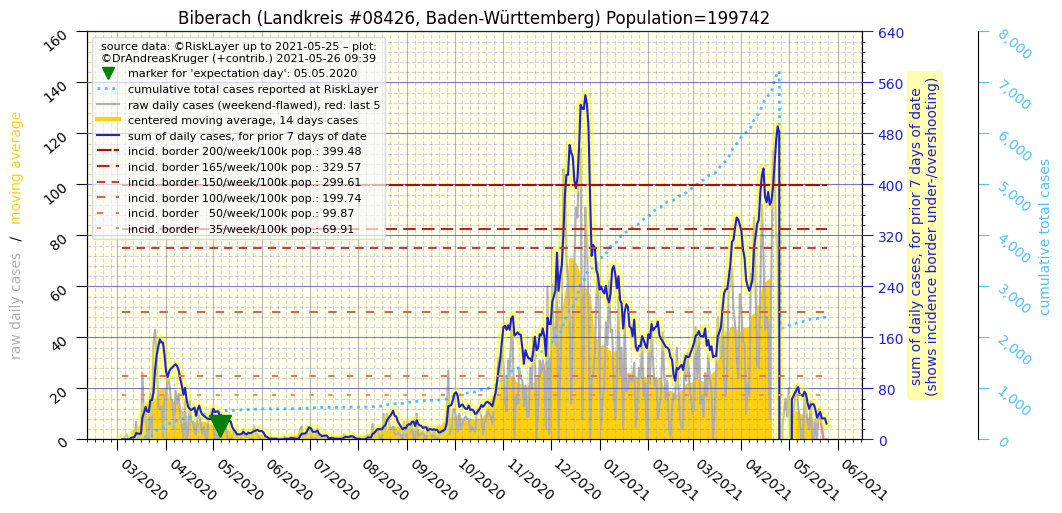 Biberach (Landkreis #08426, Baden-Württemberg) Population=199742
source data: ©RiskLayer up to 2021-05-25 – plot:
©DrAndreasKruger (+contrib.) 2021-05-26 09:39
marker for 'expectation day': 05.05.2020
cumulative total cases reported at RiskLayer
raw daily cases (weekend-flawed), red: last 5
centered moving average, 14 days cases
sum of daily cases, for prior 7 days of date
incid. border 200/week/100k pop.: 399.48
incid. border 165/week/100k pop.: 329.57
incid. border 150/week/100k pop.: 299.61
incid. border 100/week/100k pop.: 199.74
incid. border   50/week/100k pop.: 99.87
incid. border   35/week/100k pop.: 69.91
raw daily cases   /   moving average
160
140
120
100
80
60
40
20
0
03/2020
04/2020
05/2020
06/2020
07/2020
08/2020
09/2020
10/2020
11/2020
12/2020
01/2021
02/2021
03/2021
04/2021
05/2021
06/2021
640
560
480
400
320
240
160
80
0
sum of daily cases, for prior 7 days of date
(shows incidence border under-/overshooting)
8,000
7,000
6,000
5,000
4,000
3,000
2,000
1,000
0
cumulative total cases